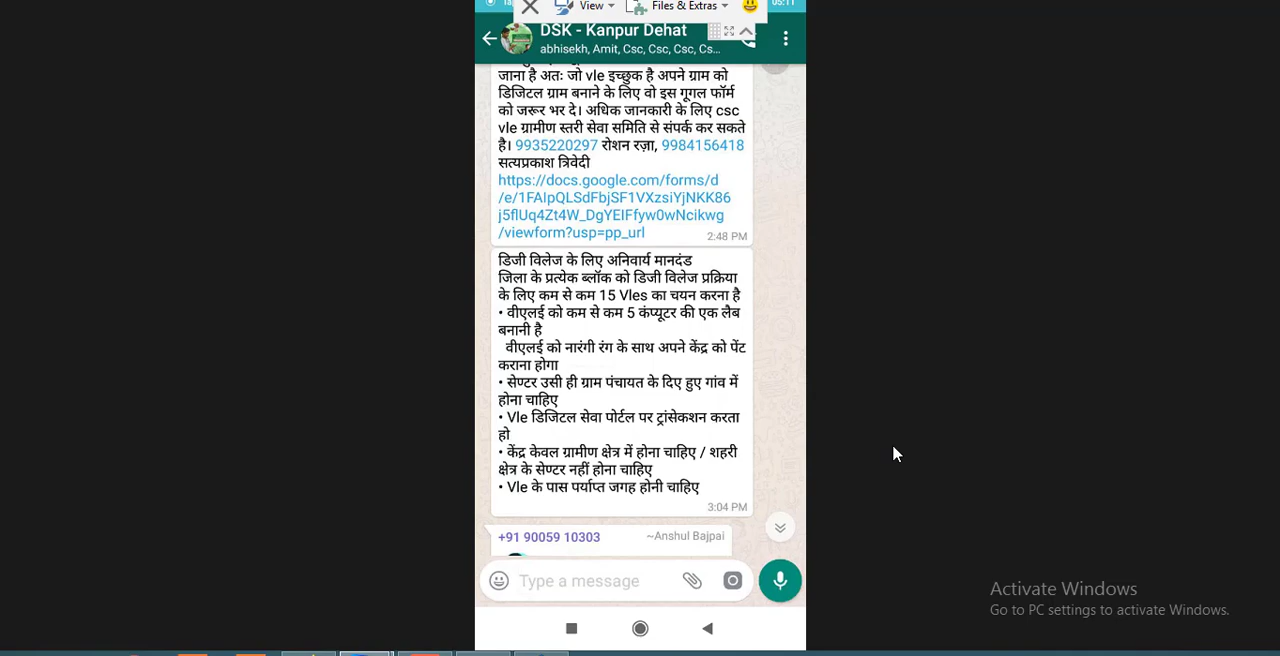 View
Files & Extras
05:11
DSK - Kanpur Dehat
abhisekh, Amit, Csc, Csc, Csc, Cs...
जाना है अतः जो vle इच्छुक है अपने ग्राम को
डिजिटल ग्राम बनाने के लिए वो इस गूगल फॉर्म
को जरूर भर दे। अधिक जानकारी के लिए csc
vle ग्रामीण स्तरी सेवा समिति से संपर्क कर सकते
है। 9935220297 रोशन रज़ा, 9984156418
सत्यप्रकाश त्रिवेदी
https://docs.google.com/forms/d
/e/1FAIpQLSdFbjSF1VXzsiYjNKK86
j5flUq4Zt4W_DgYEIFfyw0wNcikwg
/viewform?usp=pp_url
2:48 PM
डिजी विलेज के लिए अनिवार्य मानदंड
जिला के प्रत्येक ब्लॉक को डिजी विलेज प्रक्रिया
के लिए कम से कम 15 Vles का चयन करना है
• वीएलई को कम से कम 5 कंप्यूटर की एक लैब
बनानी है
वीएलई को नारंगी रंग के साथ अपने केंद्र को पेंट
कराना होगा
• सेण्टर उसी ही ग्राम पंचायत के दिए हुए गांव में
होना चाहिए
• Vle डिजिटल सेवा पोर्टल पर ट्रांसेकशन करता
हो
• केंद्र केवल ग्रामीण क्षेत्र में होना चाहिए / शहरी
क्षेत्र के सेण्टर नहीं होना चाहिए
• Vle के पास पर्याप्त जगह होनी चाहिए
3:04 PM
+91 90059 10303 ~Anshul Bajpai
Type a message
Activate Windows
Go to PC settings to activate Windows.